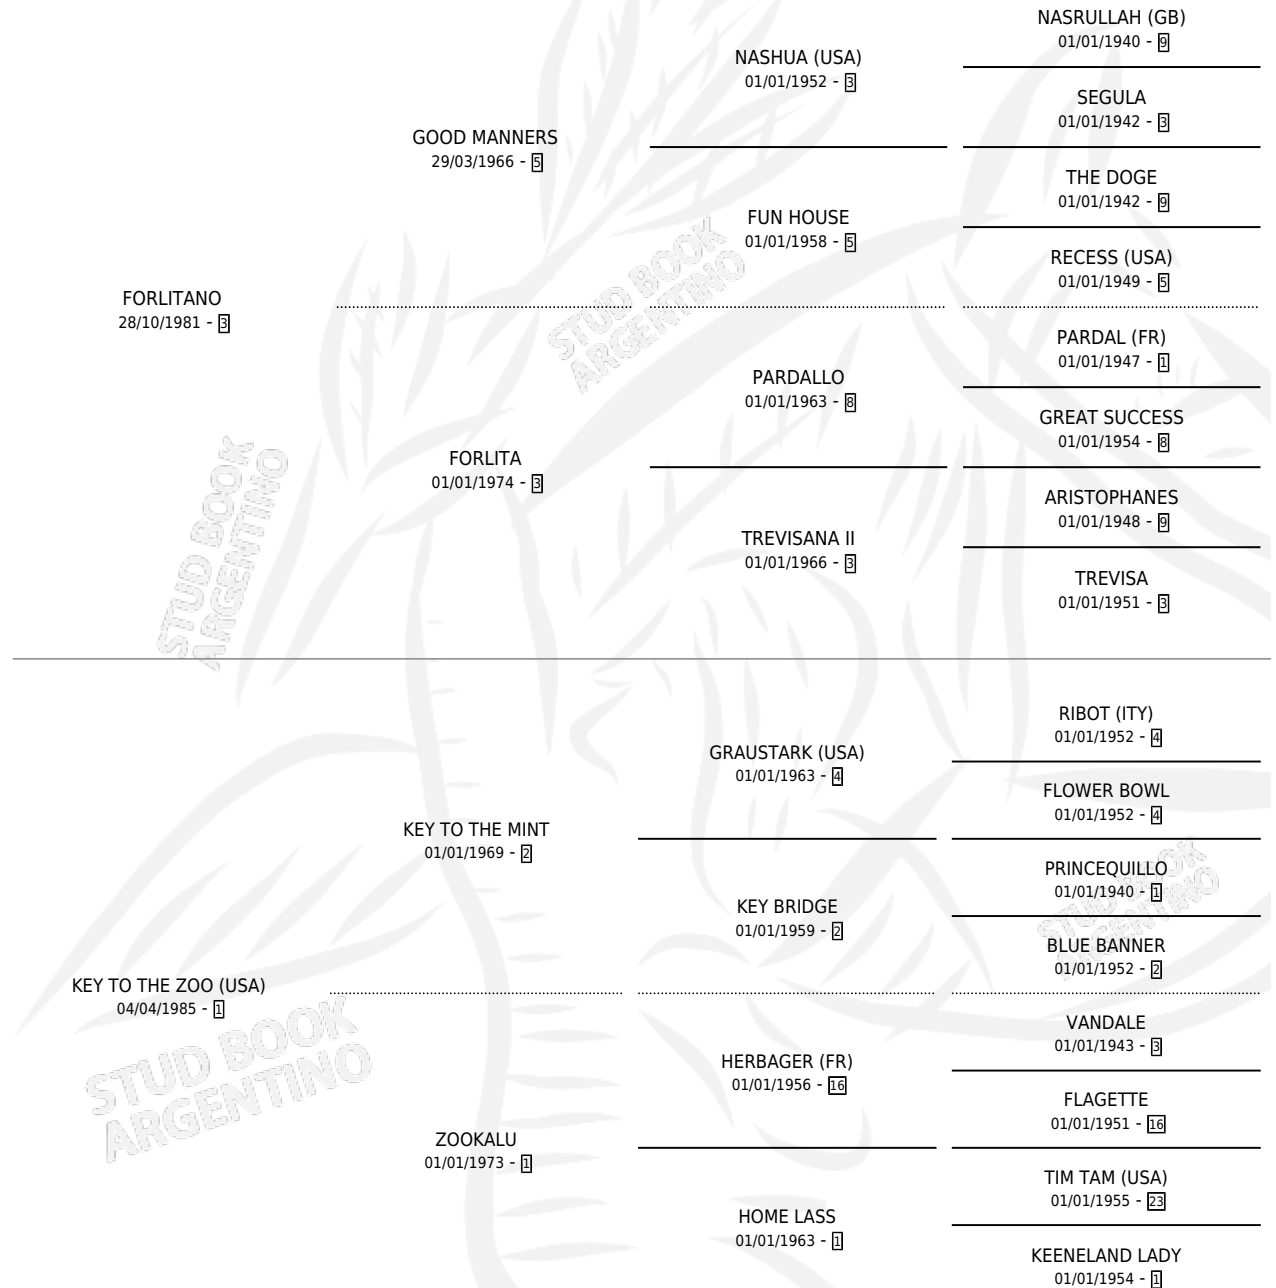 NASRULLAH (GB)
01/01/1940 - 9
NASHUA (USA)
01/01/1952 - 3
SEGULA
01/01/1942 - 3
GOOD MANNERS
29/03/1966 - 5
THE DOGE
01/01/1942 - 9
FUN HOUSE
01/01/1958 - 5
RECESS (USA)
01/01/1949 - 5
FORLITANO
28/10/1981 - 3
PARDAL (FR)
01/01/1947 - 1
PARDALLO
01/01/1963 - 8
GREAT SUCCESS
01/01/1954 - 8
FORLITA
01/01/1974 - 3
ARISTOPHANES
01/01/1948 - 9
TREVISANA II
01/01/1966 - 3
TREVISA
01/01/1951 - 3
RIBOT (ITY)
01/01/1952 - 4
GRAUSTARK (USA)
01/01/1963 - 4
FLOWER BOWL
01/01/1952 - 4
KEY TO THE MINT
01/01/1969 - 2
PRINCEQUILLO
01/01/1940 - 1
KEY BRIDGE
01/01/1959 - 2
BLUE BANNER
01/01/1952 - 2
KEY TO THE ZOO (USA)
04/04/1985 - 1
VANDALE
01/01/1943 - 3
HERBAGER (FR)
01/01/1956 - 16
FLAGETTE
01/01/1951 - 16
ZOOKALU
01/01/1973 - 1
TIM TAM (USA)
01/01/1955 - 23
HOME LASS
01/01/1963 - 1
KEENELAND LADY
01/01/1954 - 1
STUD BOOK
ARGENTINO
STUD BOOK
ARGENTINO
STUD BOOK
ARGENTINO
STUD BOOK
ARGENTINO